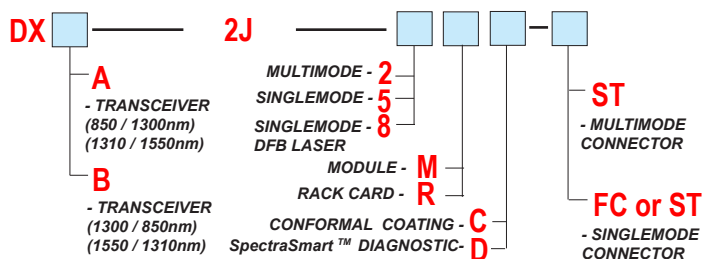 DX 2J -
A
- TRANSCEIVER
(850 / 1300nm)
(1310 / 1550nm)
B
- TRANSCEIVER
(1300 / 850nm)
(1550 / 1310nm)
MULTIMODE - 2
SINGLEMODE - 5
SINGLEMODE - 8
DFB LASER
MODULE - M
RACK CARD - R
CONFORMAL COATING - C
SpectraSmart ™ DIAGNOSTIC- D
ST
- MULTIMODE
CONNECTOR
FC or ST
- SINGLEMODE
CONNECTOR